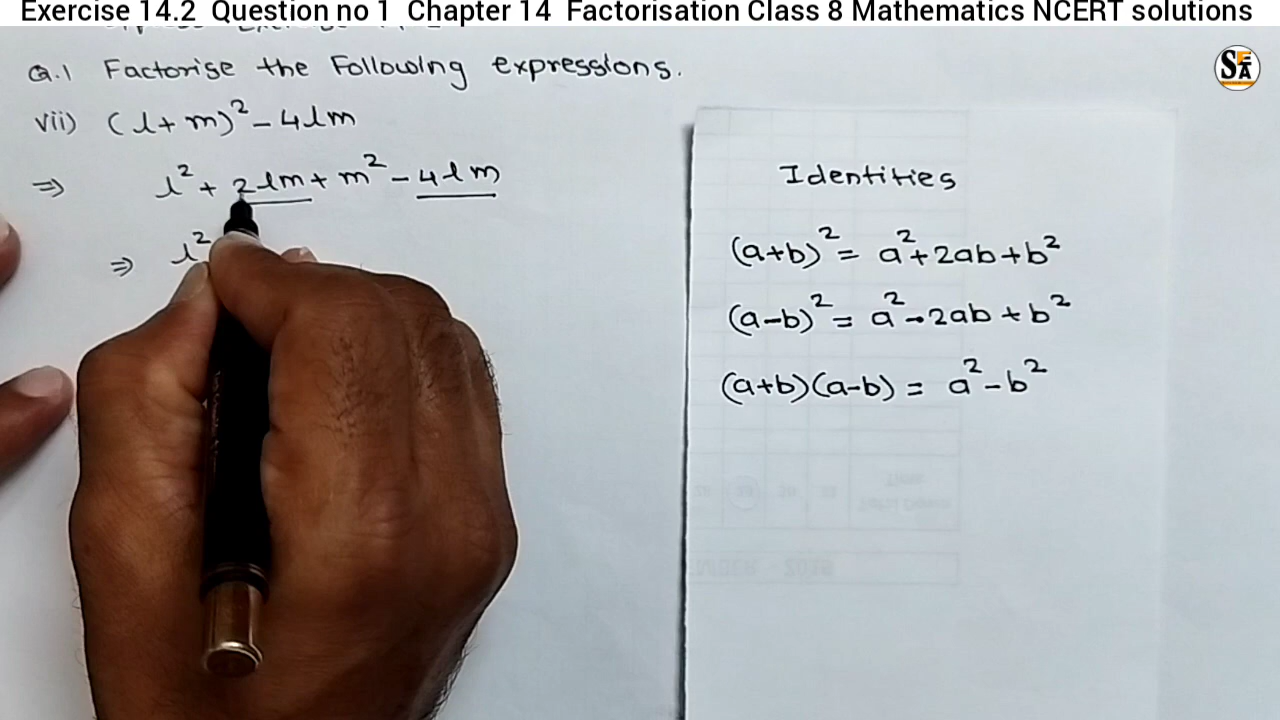 Exercise 14.2 Question no 1 Chapter 14 Factorisation Class 8 Mathematics NCERT solutions
Q.1 Factorise the Following expressions.
vii) (l+m)² - 4lm
⇒ l² + 2lm + m² - 4lm
⇒ l²
Identities
(a+b)² = a²+2ab+b²
(a-b)² = a²-2ab+b²
(a+b)(a-b) = a²-b²